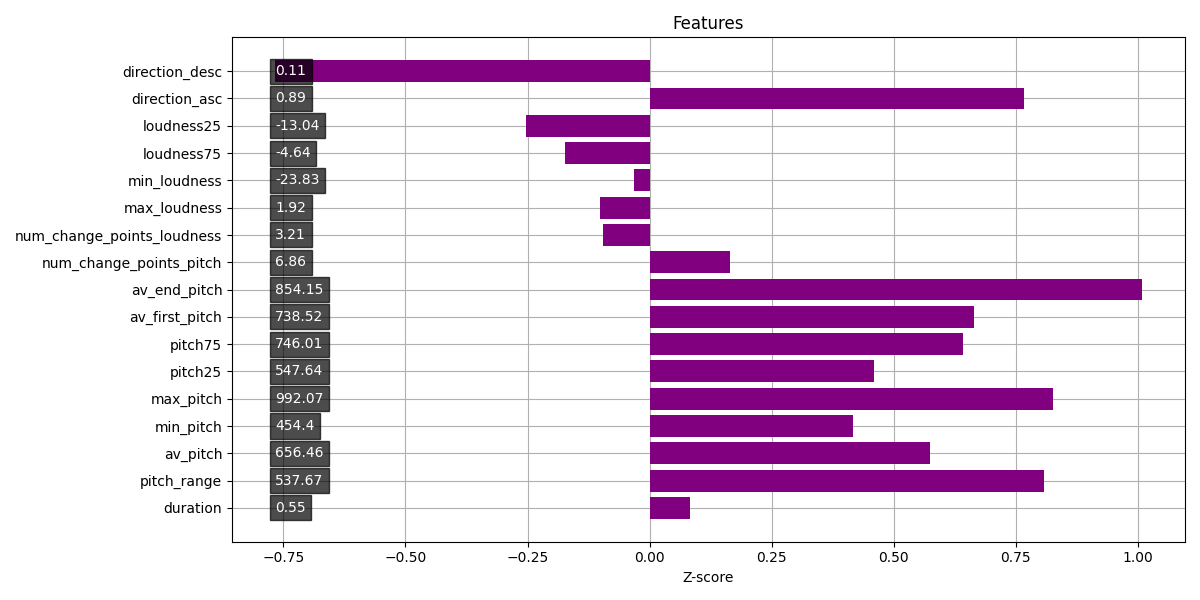 Features
direction_desc 0.11
direction_asc 0.89
loudness25 -13.04
loudness75 -4.64
min_loudness -23.83
max_loudness 1.92
num_change_points_loudness 3.21
num_change_points_pitch 6.86
av_end_pitch 854.15
av_first_pitch 738.52
pitch75 746.01
pitch25 547.64
max_pitch 992.07
min_pitch 454.4
av_pitch 656.46
pitch_range 537.67
duration 0.55
−0.75 −0.50 −0.25 0.00 0.25 0.50 0.75 1.00
Z-score